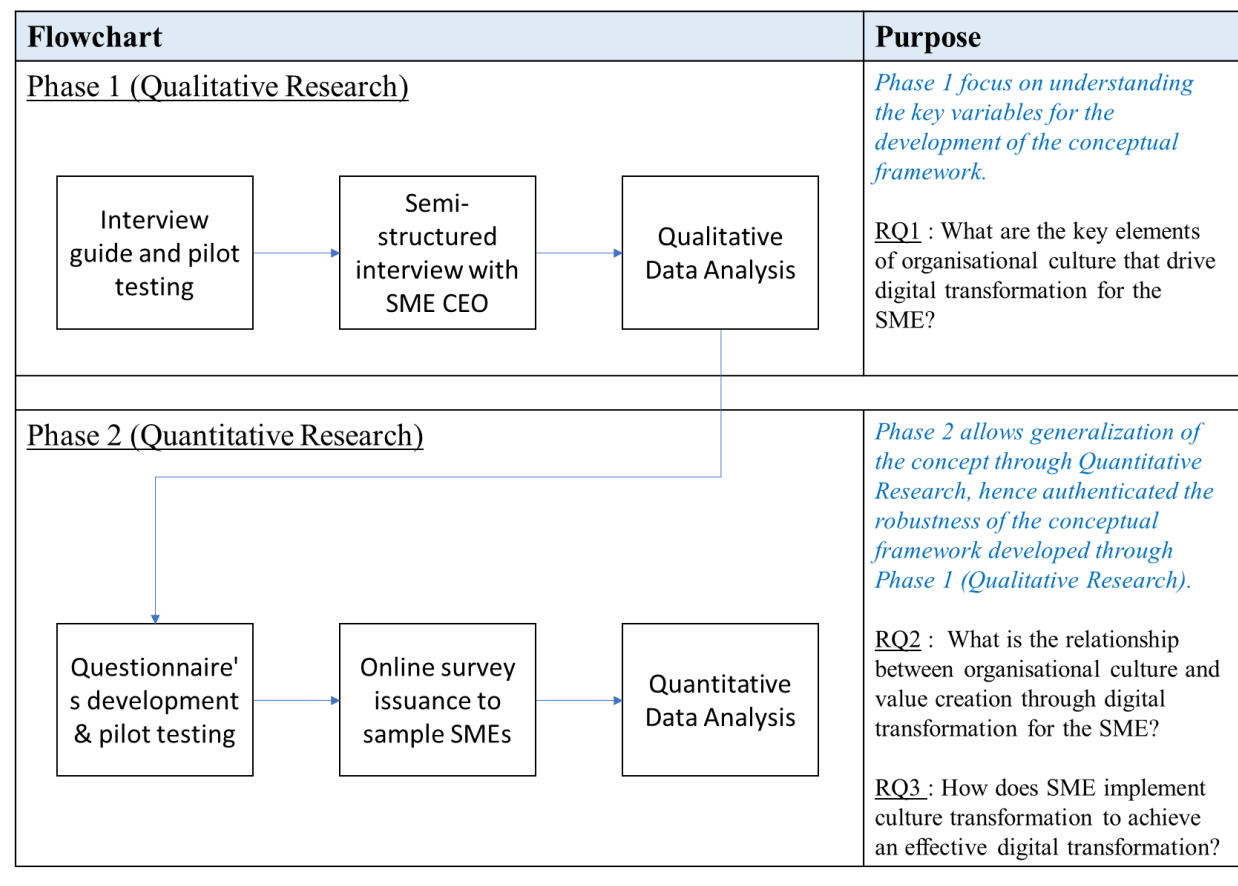 Flowchart
Purpose
Phase 1 (Qualitative Research)
Interview
guide and pilot
testing
Semi-
structured
interview with
SME CEO
Qualitative
Data Analysis
Phase 1 focus on understanding
the key variables for the
development of the conceptual
framework.
RQ1 : What are the key elements
of organisational culture that drive
digital transformation for the
SME?
Phase 2 (Quantitative Research)
Questionnaire'
s development
& pilot testing
Online survey
issuance to
sample SMEs
Quantitative
Data Analysis
Phase 2 allows generalization of
the concept through Quantitative
Research, hence authenticated the
robustness of the conceptual
framework developed through
Phase 1 (Qualitative Research).
RQ2 : What is the relationship
between organisational culture and
value creation through digital
transformation for the SME?
RQ3 : How does SME implement
culture transformation to achieve
an effective digital transformation?